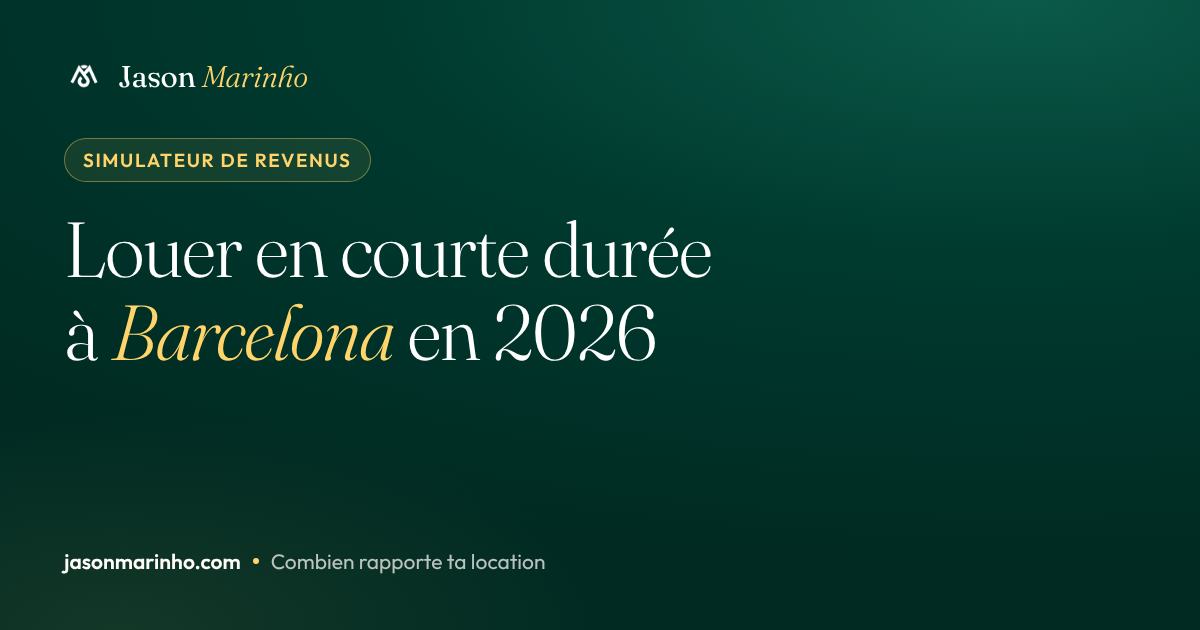 Jason Marinho
SIMULATEUR DE REVENUS
Louer en courte durée
à Barcelona en 2026
jasonmarinho.com • Combien rapporte ta location